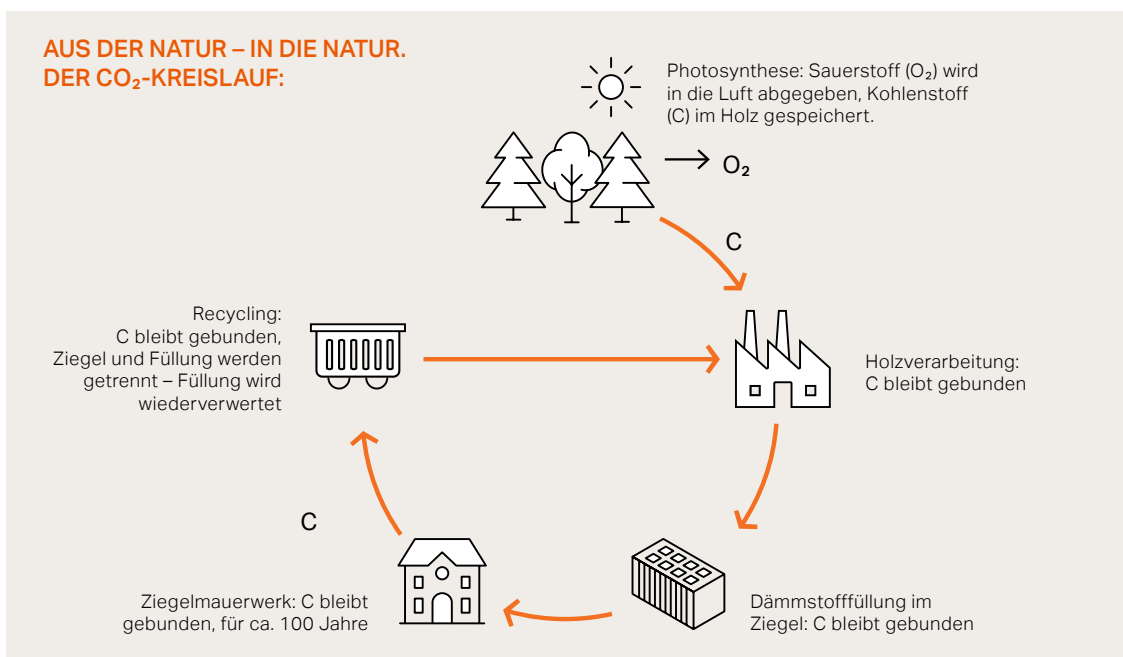 AUS DER NATUR – IN DIE NATUR.
DER CO₂-KREISLAUF:
Photosynthese: Sauerstoff (O₂) wird
in die Luft abgegeben, Kohlenstoff
(C) im Holz gespeichert.
O₂
C
Holzverarbeitung:
C bleibt gebunden
Dämmstofffüllung im
Ziegel: C bleibt gebunden
Ziegelmauerwerk: C bleibt
gebunden, für ca. 100 Jahre
C
Recycling:
C bleibt gebunden,
Ziegel und Füllung werden
getrennt – Füllung wird
wiederverwertet